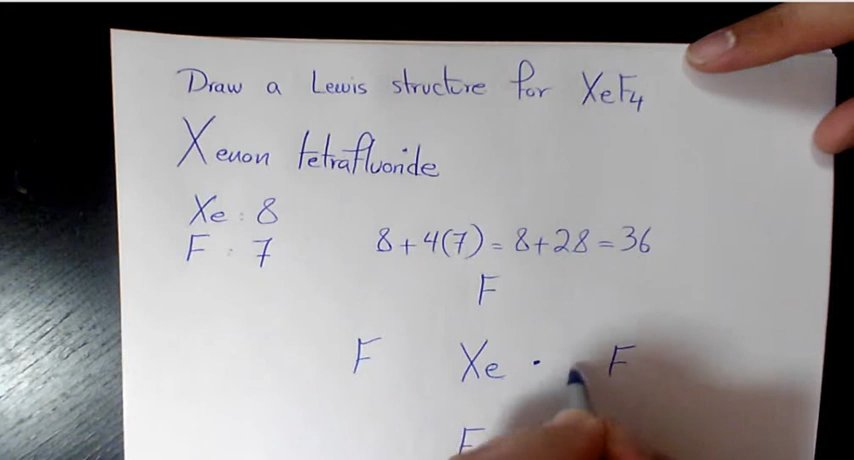 Draw a Lewis structure for XeF4
Xenon tetrafluoride
Xe: 8
F: 7
8+4(7)=8+28=36
F
F Xe · F
F